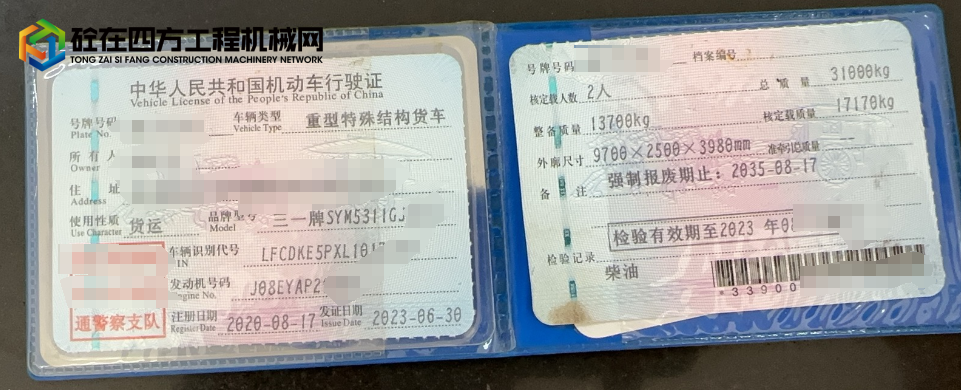 砼在四方工程机械网
TONG ZAI SI FANG CONSTRUCTION MACHINERY NETWORK
中华人民共和国机动车行驶证
Vehicle License of the People's Republic of China
号牌号码
Plate No.
车辆类型 重型特殊结构货车
Vehicle Type
所有人
Owner
住 址
Address
使用性质 货运 品牌型号 三一牌SYM5311GJ
Use Character Model
车辆识别代号 LFCDKE5PXL101
IN
发动机号码 J08EYAP2
ngine No.
通警察支队
注册日期 2020-08-17 发证日期 2023-06-30
Register Date Issue Date
号牌号码 档案编号
核定载人数 2人 总 质 量 31000kg
整备质量 13700kg 核定载质量 17170kg
外廓尺寸 9700×2500×3980mm 准牵引总质量 --
备 注 强制报废期止：2035-08-17
检验有效期至2023 年0
检验记录
柴油
*33900